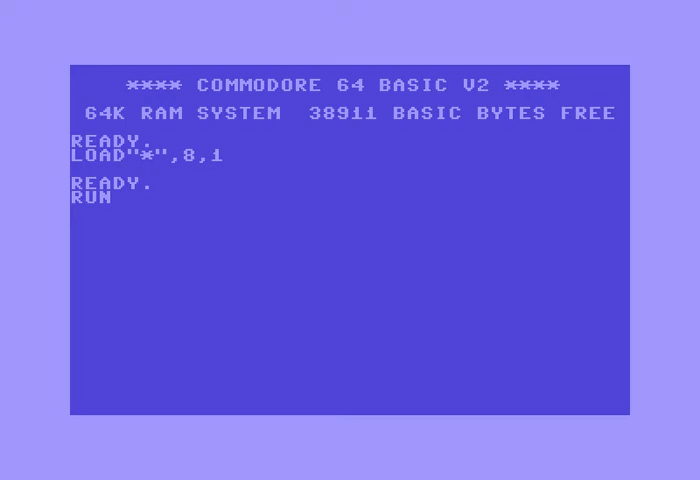 **** COMMODORE 64 BASIC V2 ****
64K RAM SYSTEM  38911 BASIC BYTES FREE
READY.
LOAD"*",8,1
READY.
RUN